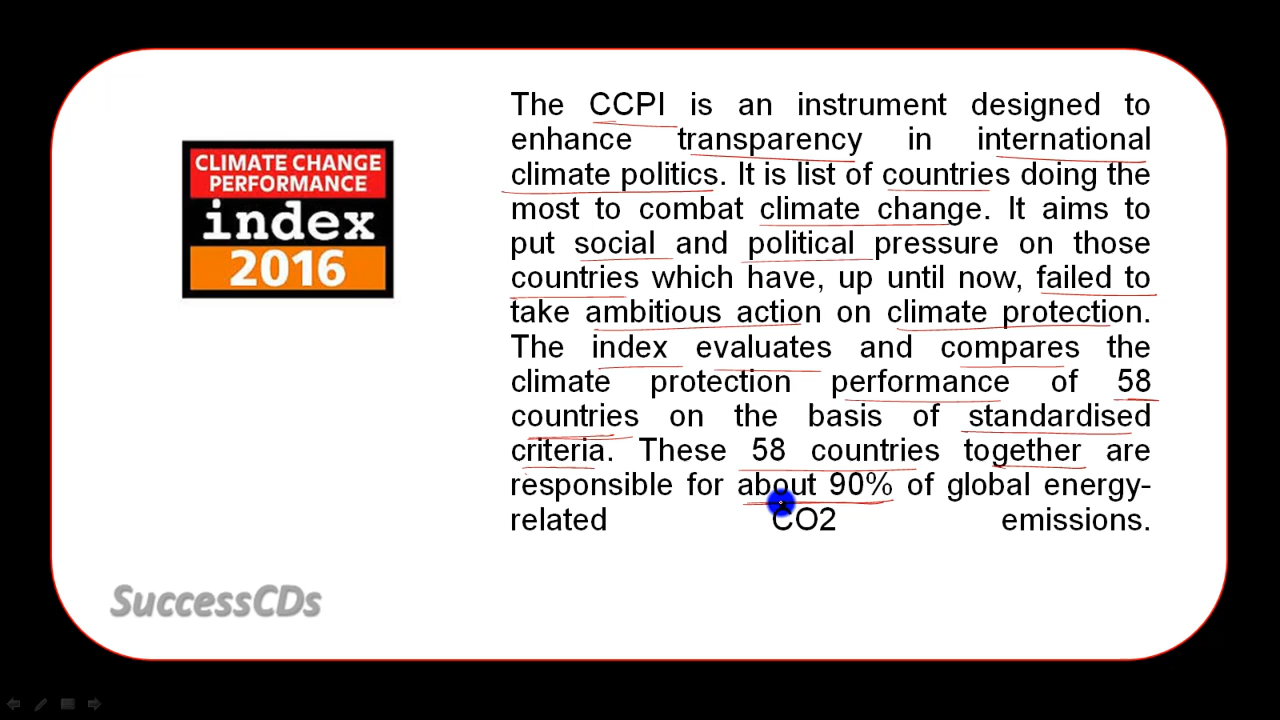 CLIMATE CHANGE
PERFORMANCE
index
2016
The CCPI is an instrument designed to
enhance transparency in international
climate politics. It is list of countries doing the
most to combat climate change. It aims to
put social and political pressure on those
countries which have, up until now, failed to
take ambitious action on climate protection.
The index evaluates and compares the
climate protection performance of 58
countries on the basis of standardised
criteria. These 58 countries together are
responsible for about 90% of global energy-
related CO2 emissions.
SuccessCDs